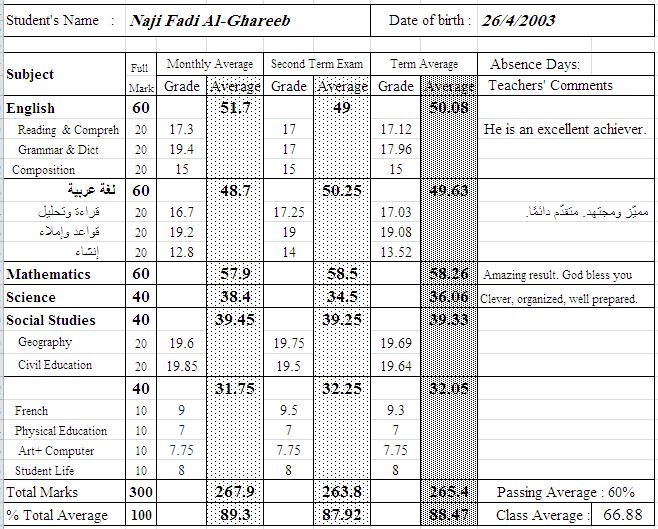 Student's Name : Naji Fadi Al-Ghareeb Date of birth : 26/4/2003
Subject Full Mark Monthly Average Second Term Exam Term Average Absence Days:
Grade Average Grade Average Grade Average Teachers' Comments
English 60 51.7 49 50.08
Reading & Compreh 20 17.3 17 17.12 He is an excellent achiever.
Grammar & Dict 20 19.4 17 17.96
Composition 20 15 15 15
لغة عربية 60 48.7 50.25 49.63
قراءة وتحليل 20 16.7 17.25 17.03 مميّز ومجتهد. متقدّم دائمًا.
قواعد وإملاء 20 19.2 19 19.08
إنشاء 20 12.8 14 13.52
Mathematics 60 57.9 58.5 58.26 Amazing result. God bless you
Science 40 38.4 34.5 36.06 Clever, organized, well prepared.
Social Studies 40 39.45 39.25 39.33
Geography 20 19.6 19.75 19.69
Civil Education 20 19.85 19.5 19.64
40 31.75 32.25 32.05
French 10 9 9.5 9.3
Physical Education 10 7 7 7
Art+ Computer 10 7.75 7.75 7.75
Student Life 10 8 8 8
Total Marks 300 267.9 263.8 265.4 Passing Average : 60%
% Total Average 100 89.3 87.92 88.47 Class Average : 66.88